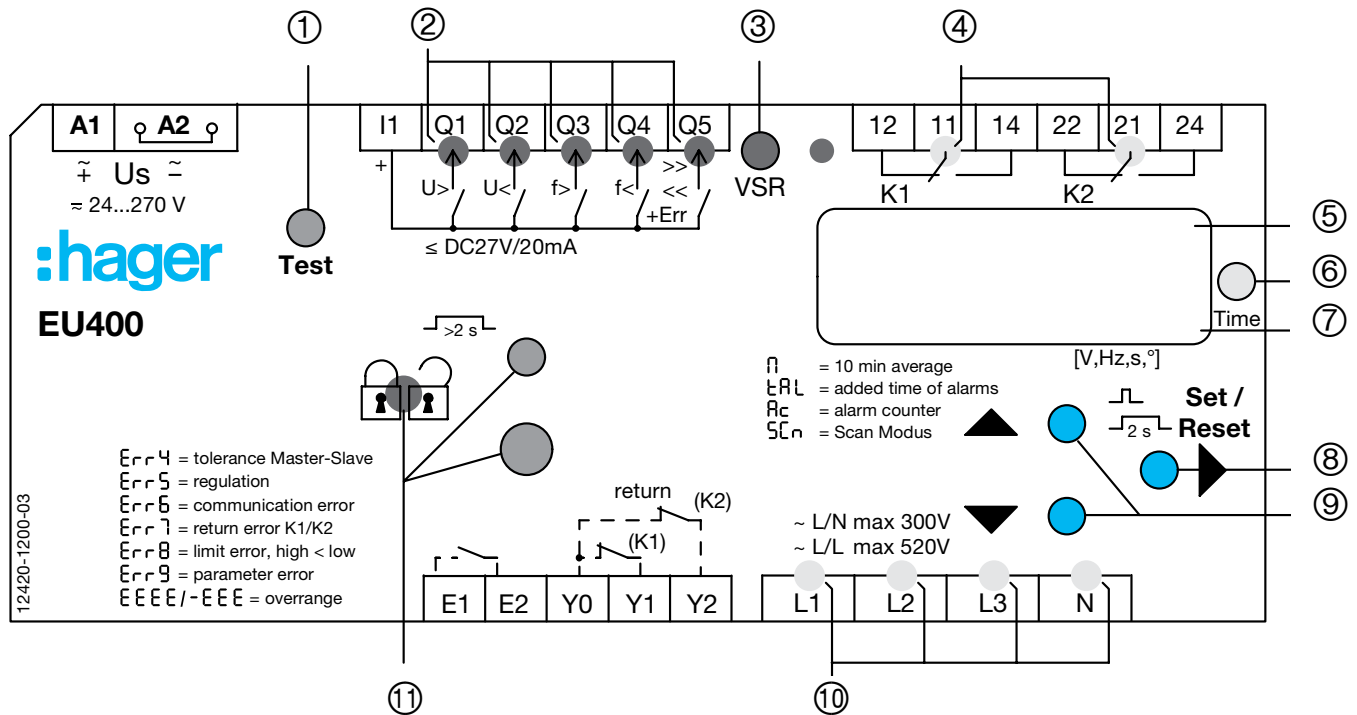 ① ② ③ ④
A1 A2 I1 Q1 Q2 Q3 Q4 Q5 12 11 14 22 21 24
~ + Us ~ −
≂ 24...270 V
+ U> U< f> f< >> << +Err
≤ DC27V/20mA
VSR
K1 K2
Test
:hager
EU400
⑤
⑥
Time
⑦
[V,Hz,s,°]
>2 s
n = 10 min average
tAL = added time of alarms
Ac = alarm counter
SCn = Scan Modus
2 s
Set /
Reset
⑧
⑨
Err4 = tolerance Master-Slave
Err5 = regulation
Err6 = communication error
Err7 = return error K1/K2
Err8 = limit error, high < low
Err9 = parameter error
EEEE/-EEE = overrange
12420-1200-03
return
(K2)
(K1)
~ L/N max 300V
~ L/L max 520V
E1 E2 Y0 Y1 Y2 L1 L2 L3 N
⑪ ⑩